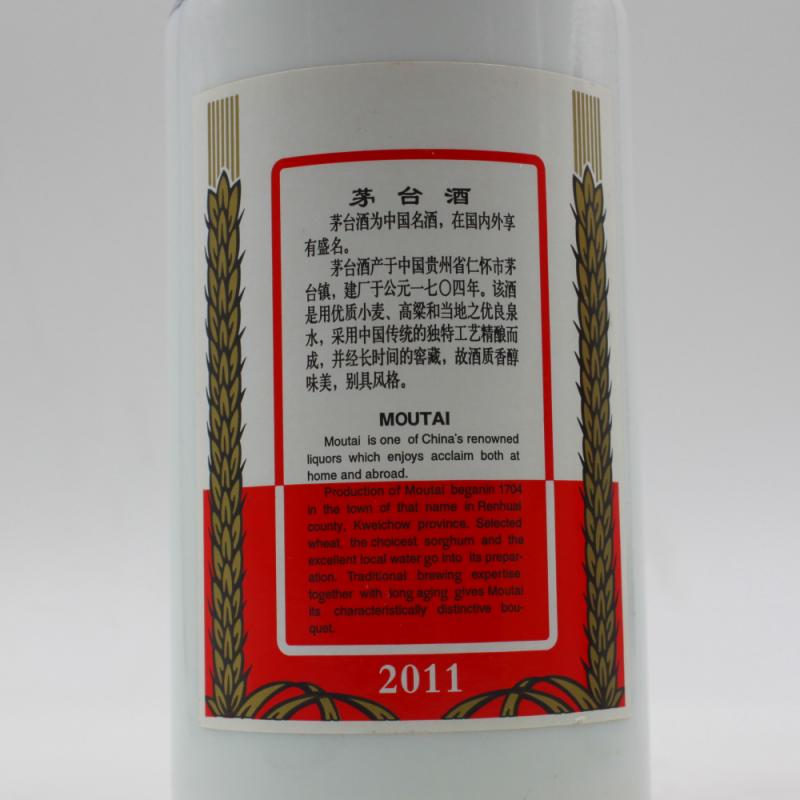 茅台酒
茅台酒为中国名酒，在国内外享
有盛名。
茅台酒产于中国贵州省仁怀市茅
台镇，建厂于公元一七〇四年。该酒
是用优质小麦、高粱和当地之优良泉
水，采用中国传统的独特工艺精酿而
成，并经长时间的窖藏，故酒质香醇
味美，别具风格。
MOUTAI
Moutai is one of China's renowned
liquors which enjoys acclaim both at
home and abroad.
Production of Moutai beganin 1704
in the town of that name in Renhuai
county, Kweichow province. Selected
wheat, the choicest sorghum and the
excellent local water go into its prepar-
ation. Traditional brewing expertise
together with long aging gives Moutai
its characteristically distinctive bou-
quet.
2011